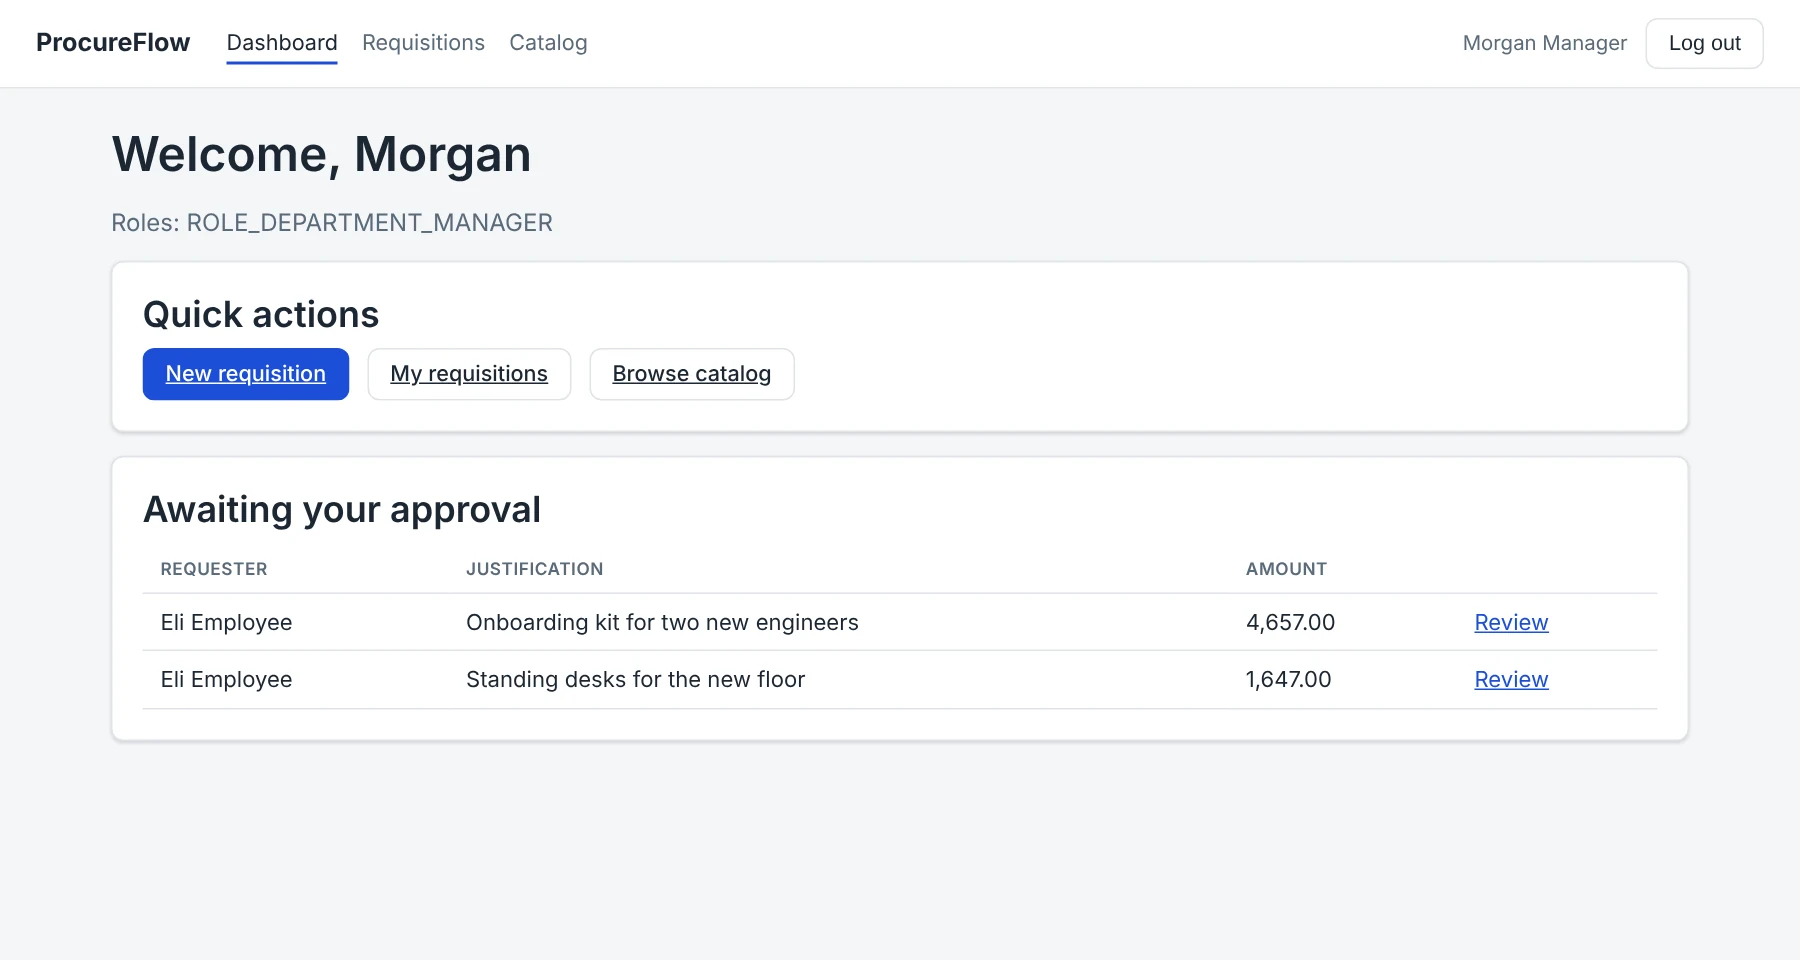 ProcureFlow Dashboard Requisitions Catalog Morgan Manager Log out
Welcome, Morgan
Roles: ROLE_DEPARTMENT_MANAGER
Quick actions
New requisition My requisitions Browse catalog
Awaiting your approval
REQUESTER JUSTIFICATION AMOUNT
Eli Employee Onboarding kit for two new engineers 4,657.00 Review
Eli Employee Standing desks for the new floor 1,647.00 Review